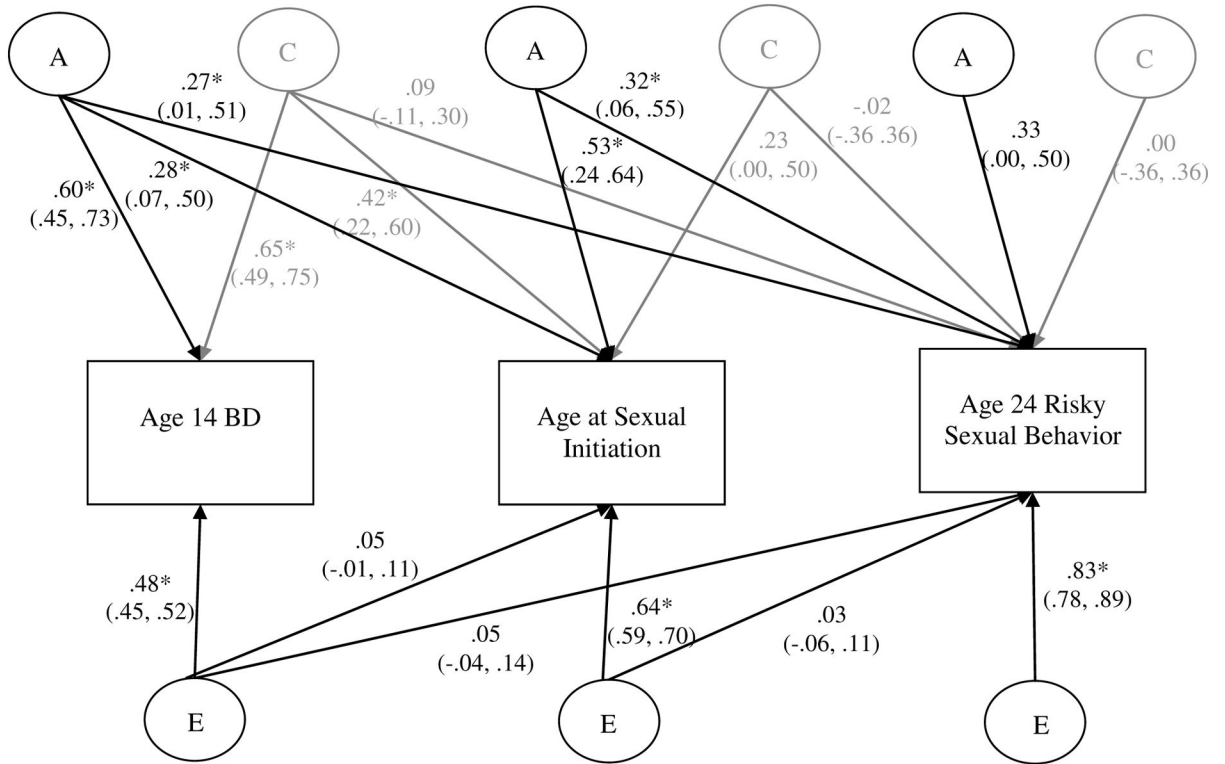 A
C
A
C
A
C
.27*
(.01, .51)
.09
(-.11, .30)
.32*
(.06, .55)
-.02
(-.36 .36)
.33
(.00, .50)
.00
(-.36, .36)
.53*
(.24 .64)
.23
(.00, .50)
.60*
(.45, .73)
.28*
(.07, .50)
.42*
(.22, .60)
.65*
(.49, .75)
Age 14 BD
Age at Sexual
Initiation
Age 24 Risky
Sexual Behavior
.48*
(.45, .52)
.05
(-.01, .11)
.05
(-.04, .14)
.64*
(.59, .70)
.03
(-.06, .11)
.83*
(.78, .89)
E
E
E